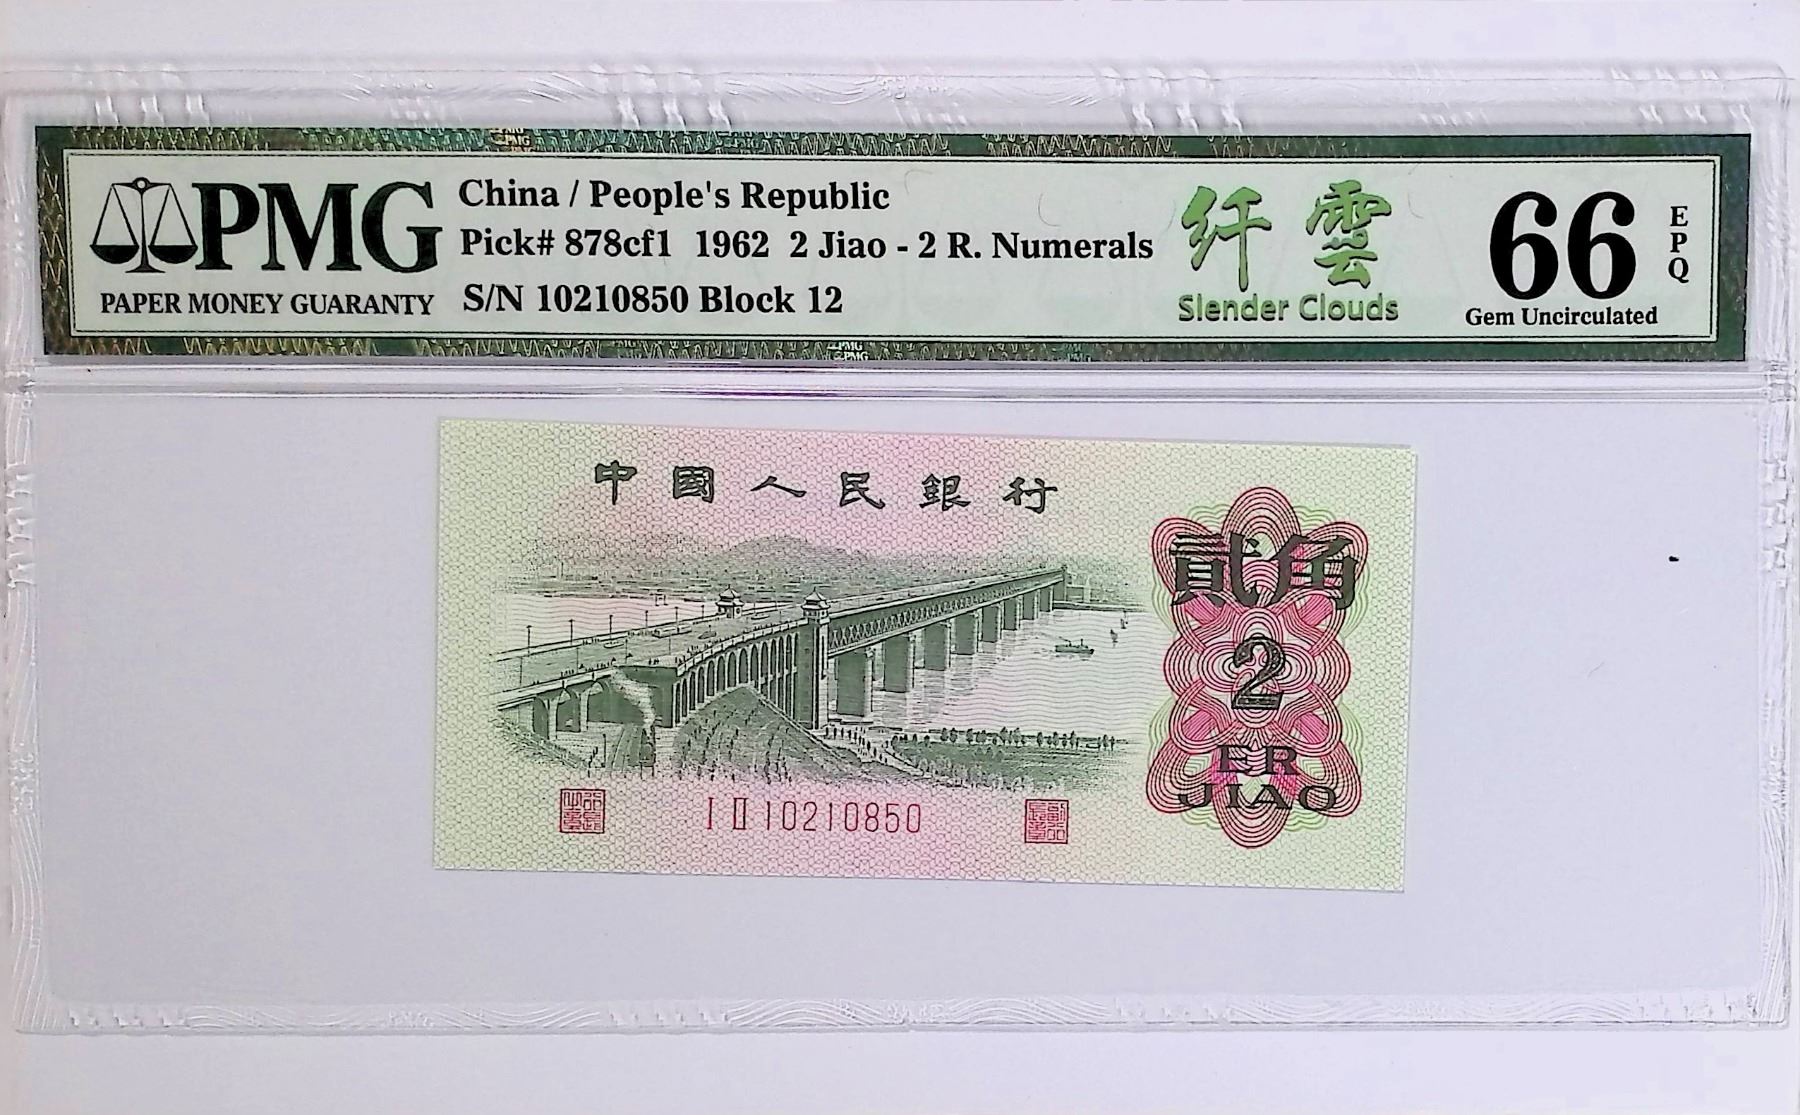 PMG
PAPER MONEY GUARANTY
China / People's Republic
Pick# 878cf1 1962 2 Jiao - 2 R. Numerals
S/N 10210850 Block 12
纤雲
Slender Clouds
66
EPQ
Gem Uncirculated
中國人民銀行
貳角
2
ER
JIAO
I II 10210850